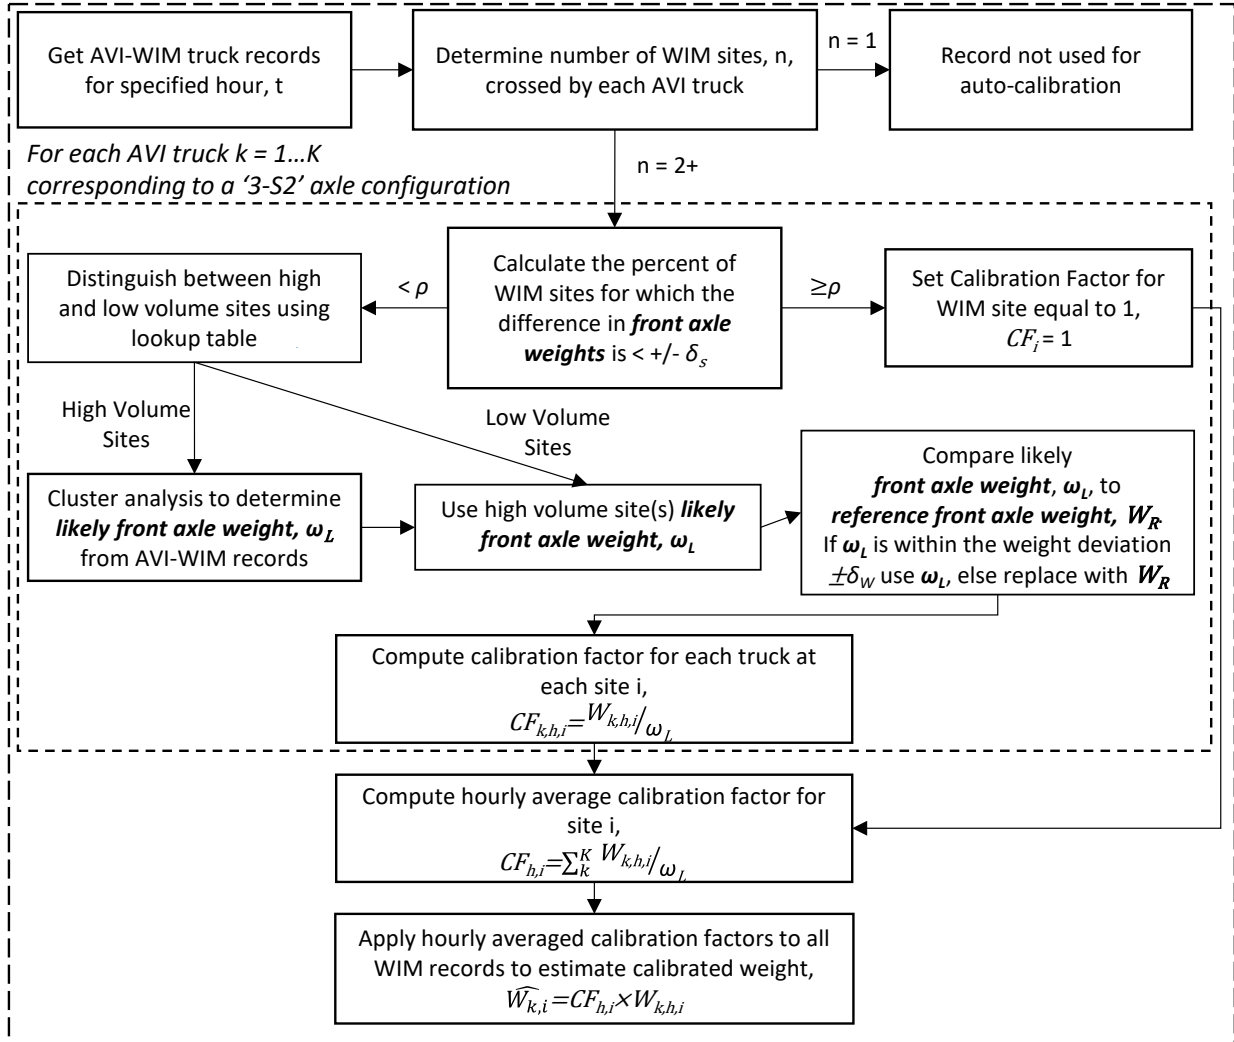 Get AVI-WIM truck records
for specified hour, t
Determine number of WIM sites, n,
crossed by each AVI truck
n = 1
Record not used for
auto-calibration
For each AVI truck k = 1…K
corresponding to a ‘3-S2’ axle configuration
n = 2+
Distinguish between high
and low volume sites using
lookup table
< ρ
Calculate the percent of
WIM sites for which the
difference in front axle
weights is < +/- δs
≥ρ
Set Calibration Factor for
WIM site equal to 1,
CFi = 1
High Volume
Sites
Low Volume
Sites
Cluster analysis to determine
likely front axle weight, ωL
from AVI-WIM records
Use high volume site(s) likely
front axle weight, ωL
Compare likely
front axle weight, ωL, to
reference front axle weight, WR.
If ωL is within the weight deviation
±δW use ωL, else replace with WR
Compute calibration factor for each truck at
each site i,
CFk,h,i=Wk,h,i/ωL
Compute hourly average calibration factor for
site i,
CFh,i=∑kK Wk,h,i/ωL
Apply hourly averaged calibration factors to all
WIM records to estimate calibrated weight,
Ŵk,i=CFh,i×Wk,h,i